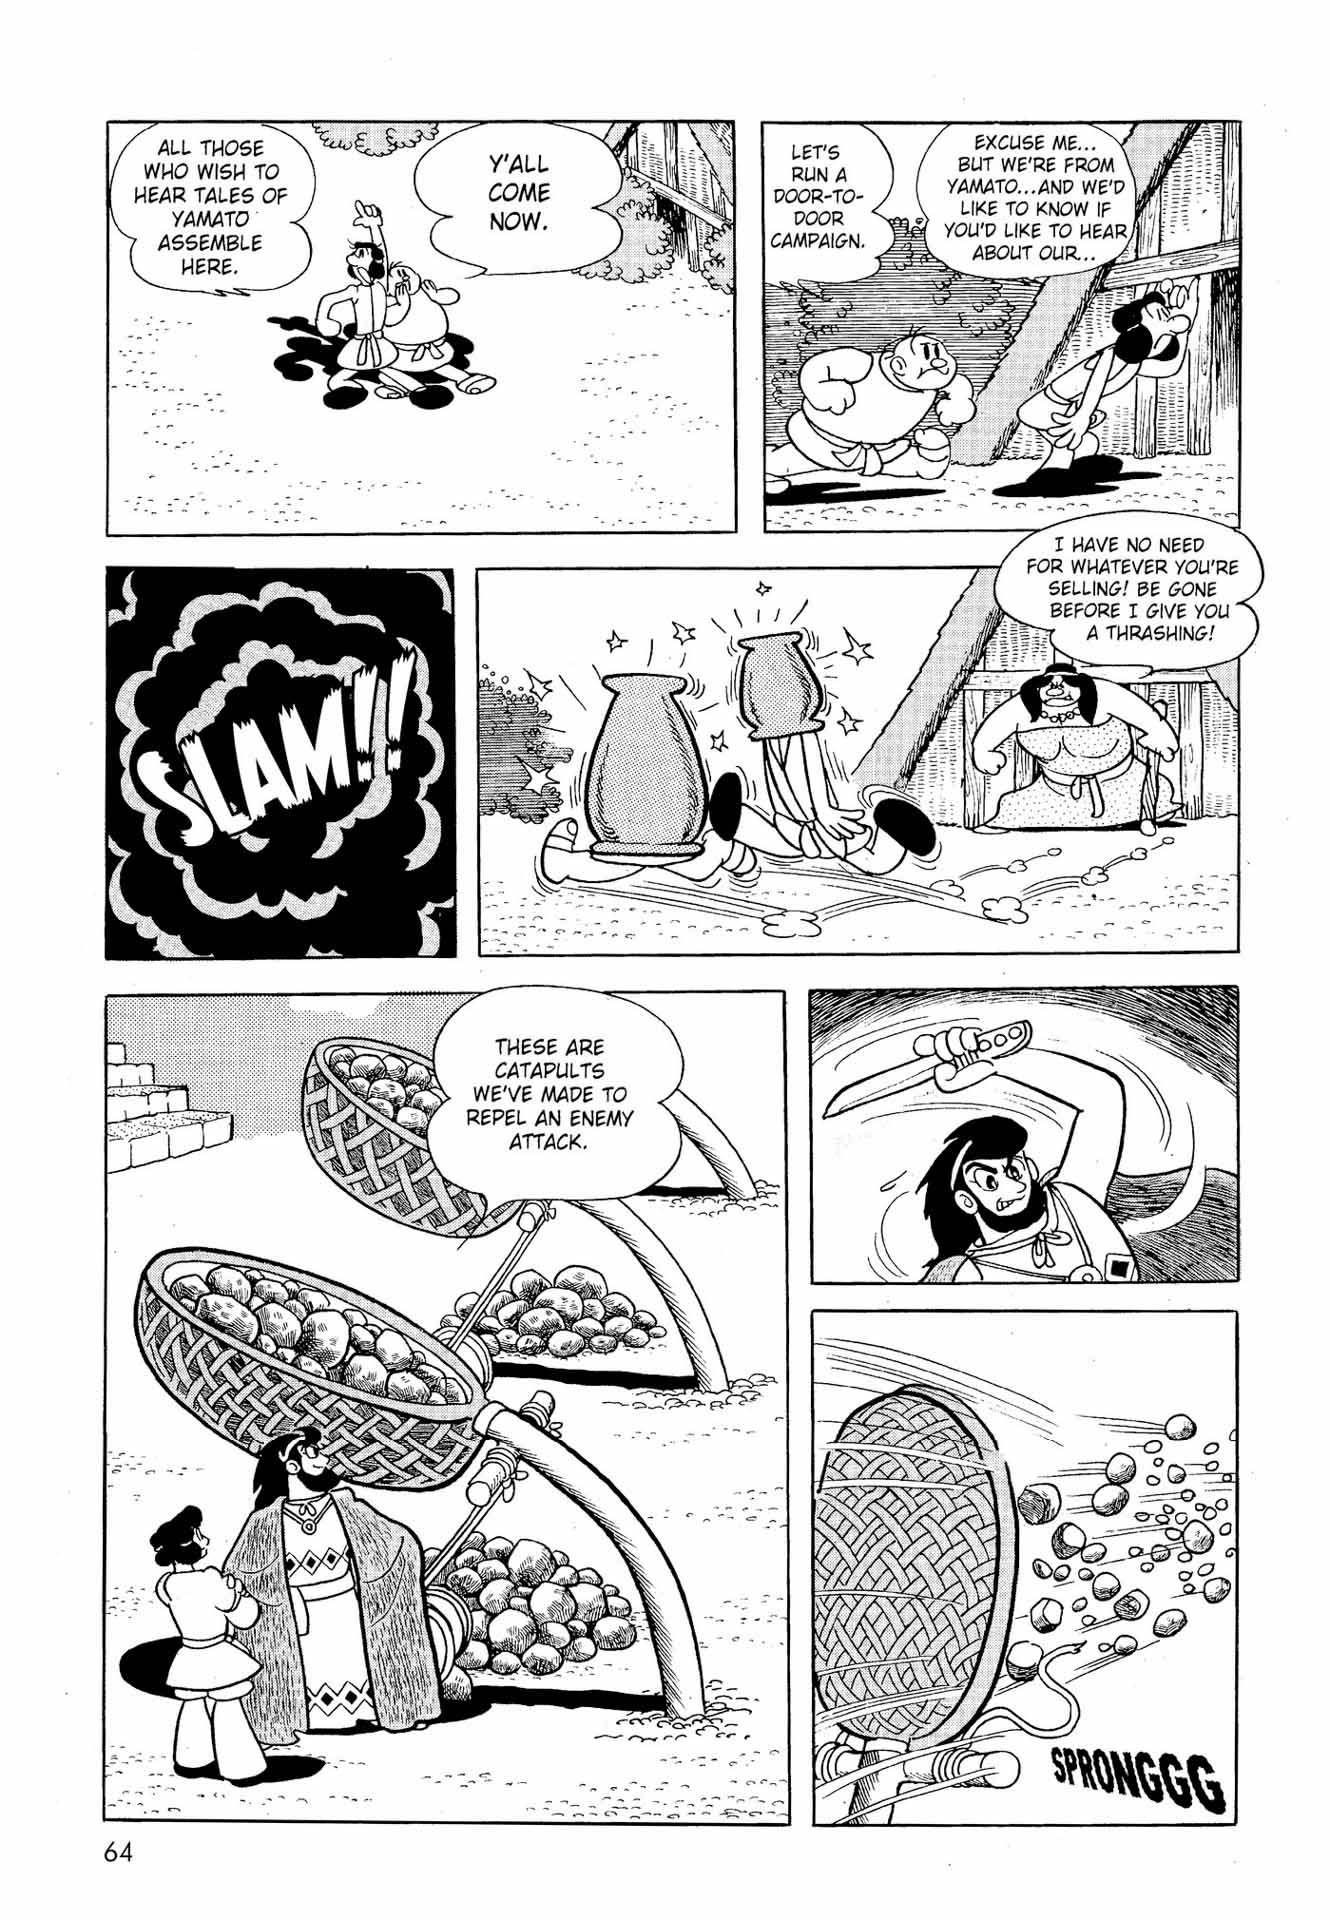 ALL THOSE
WHO WISH TO
HEAR TALES OF
YAMATO
ASSEMBLE
HERE.
Y'ALL
COME
NOW.
LET'S
RUN A
DOOR-TO-
DOOR
CAMPAIGN.
EXCUSE ME...
BUT WE'RE FROM
YAMATO...AND WE'D
LIKE TO KNOW IF
YOU'D LIKE TO HEAR
ABOUT OUR...
SLAM!!!
I HAVE NO NEED
FOR WHATEVER YOU'RE
SELLING! BE GONE
BEFORE I GIVE YOU
A THRASHING!
THESE ARE
CATAPULTS
WE'VE MADE TO
REPEL AN ENEMY
ATTACK.
SPRONGGG
64